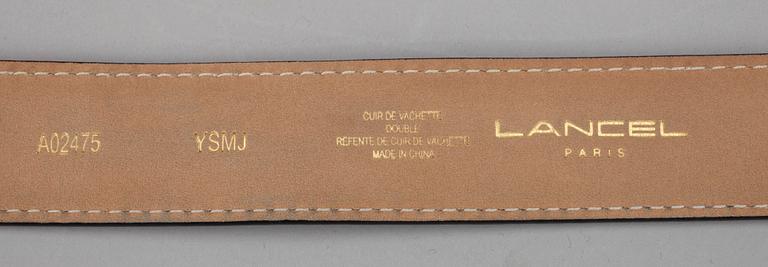 A02475
YSMJ
CUIR DE VACHETTE
DOUBLE
REFENTE DE CUIR DE VACHETTE
MADE IN CHINA
LANCEL
PARIS